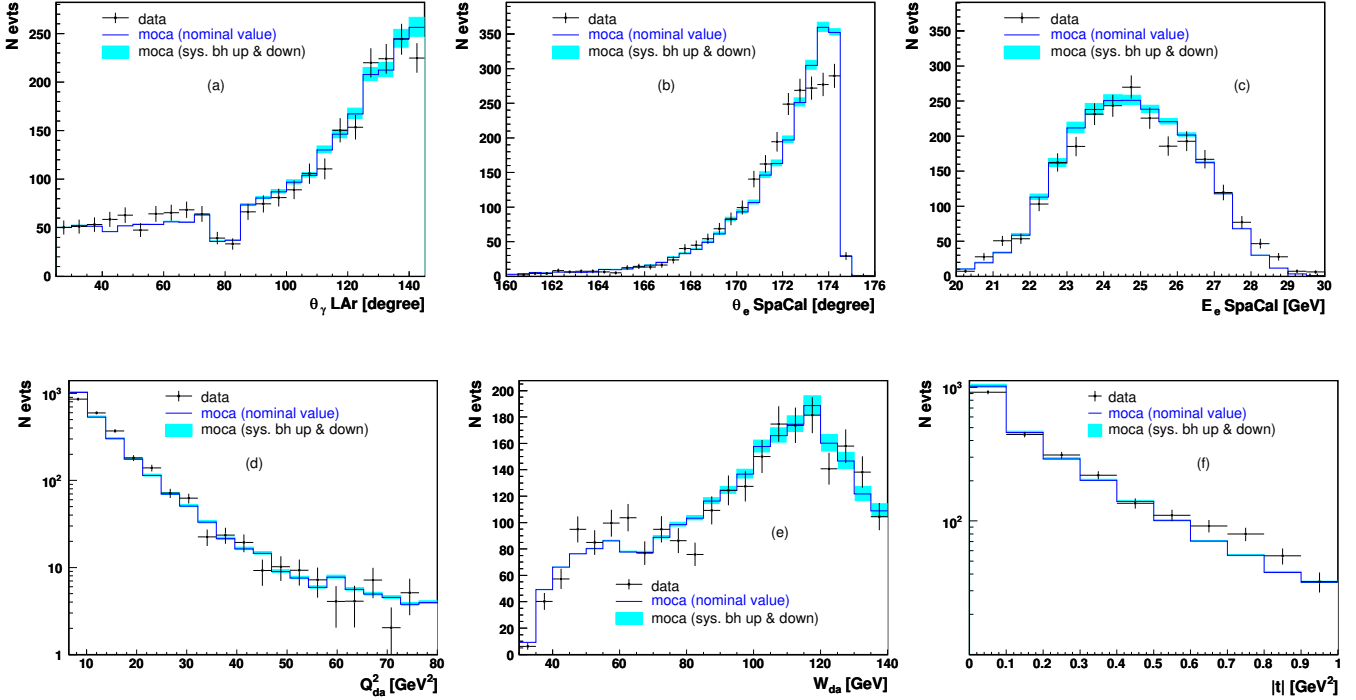 N evts
data
moca (nominal value)
moca (sys. bh up & down)
(a)
0 50 100 150 200 250
40 60 80 100 120 140
θγ LAr [degree]
N evts
data
moca (nominal value)
moca (sys. bh up & down)
(b)
0 50 100 150 200 250 300 350
160 162 164 166 168 170 172 174 176
θe SpaCal [degree]
N evts
data
moca (nominal value)
moca (sys. bh up & down)
(c)
0 50 100 150 200 250 300 350
20 21 22 23 24 25 26 27 28 29 30
Ee SpaCal [GeV]
N evts
data
moca (nominal value)
moca (sys. bh up & down)
(d)
1 10 10² 10³
10 20 30 40 50 60 70 80
Q²da [GeV²]
N evts
data
moca (nominal value)
moca (sys. bh up & down)
(e)
0 20 40 60 80 100 120 140 160 180 200
40 60 80 100 120 140
Wda [GeV]
N evts
data
moca (nominal value)
moca (sys. bh up & down)
(f)
10² 10³
0 0.1 0.2 0.3 0.4 0.5 0.6 0.7 0.8 0.9 1
|t| [GeV²]